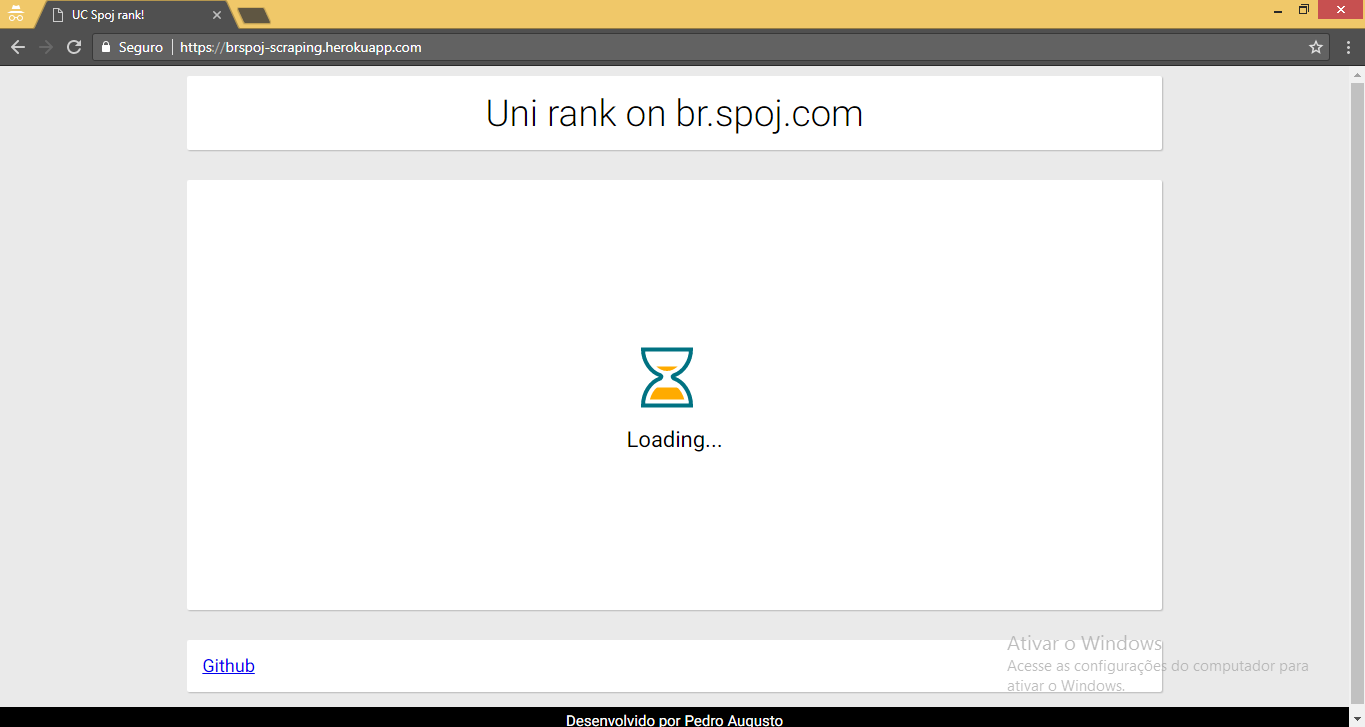 UC Spoj rank!
Seguro
https://brspoj-scraping.herokuapp.com
Uni rank on br.spoj.com
Loading...
Github
Ativar o Windows
Acesse as configurações do computador para
ativar o Windows.
Desenvolvido por Pedro Augusto